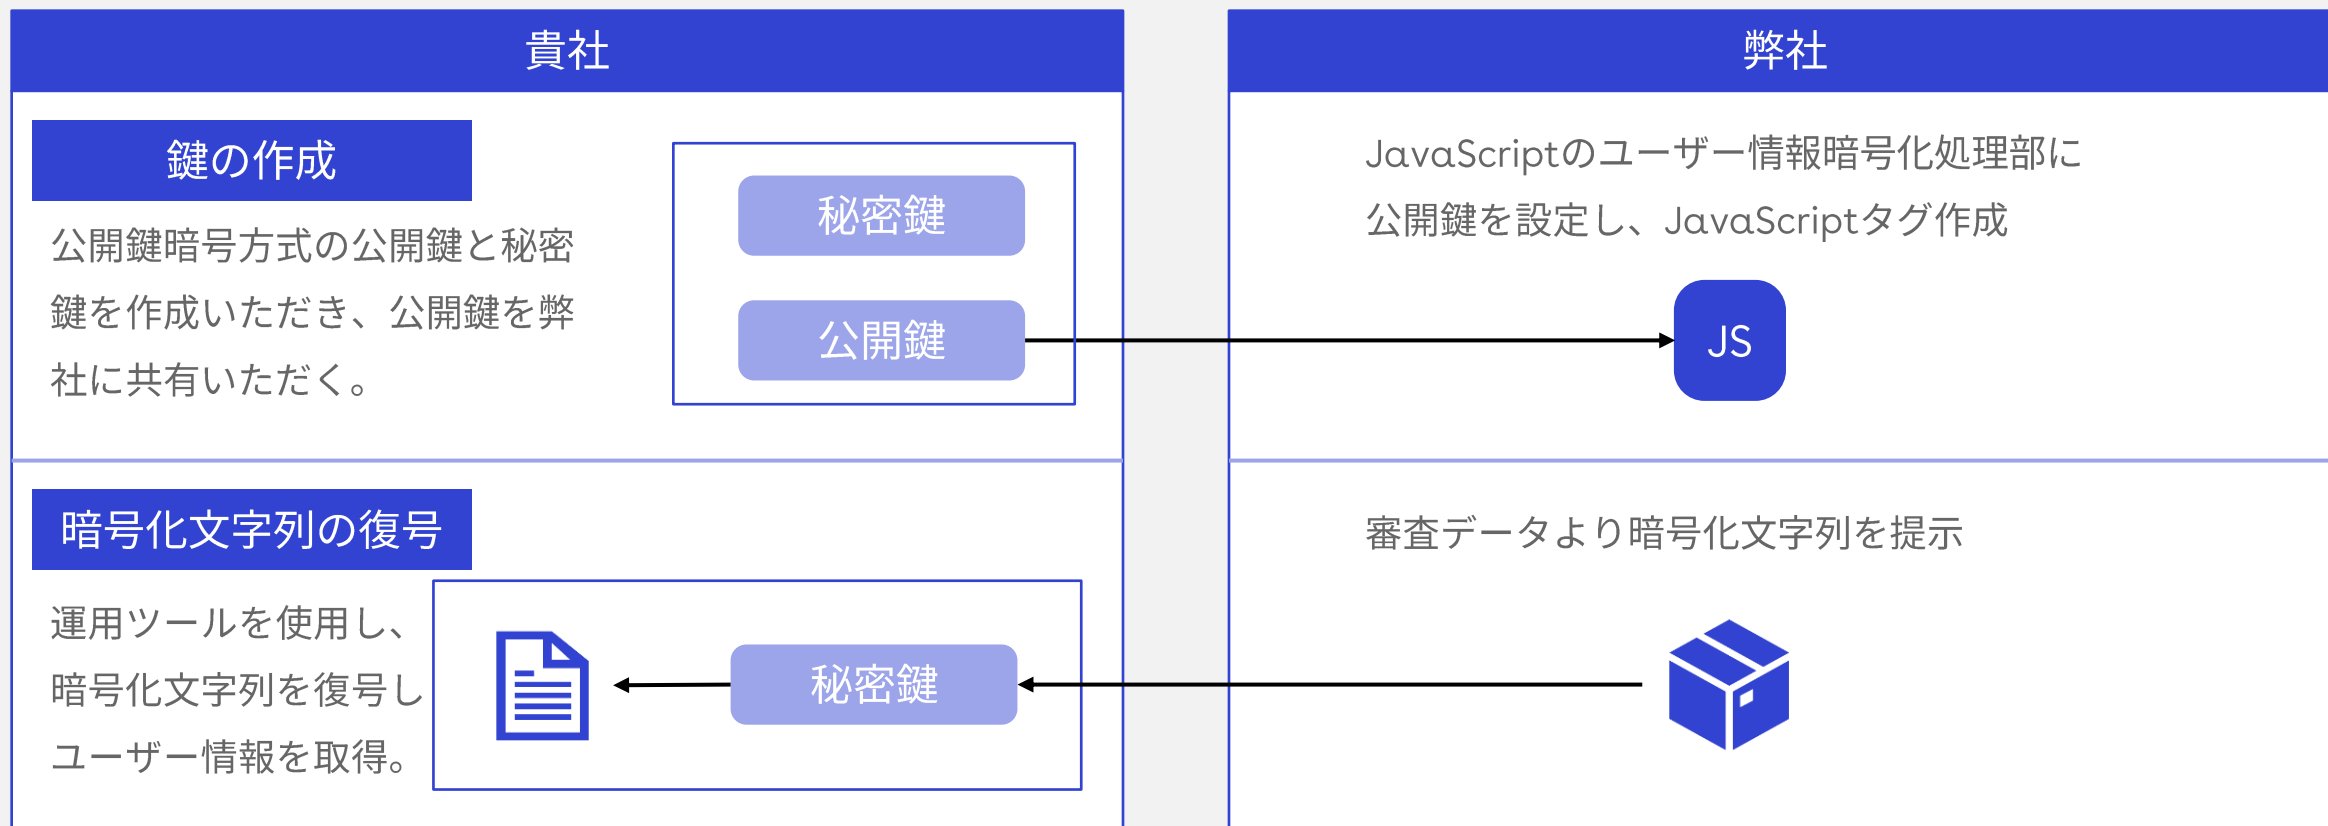 貴社
弊社
鍵の作成
公開鍵暗号方式の公開鍵と秘密
鍵を作成いただき、公開鍵を弊
社に共有いただく。
秘密鍵
公開鍵
JavaScriptのユーザー情報暗号化処理部に
公開鍵を設定し、JavaScriptタグ作成
JS
暗号化文字列の復号
運用ツールを使用し、
暗号化文字列を復号し
ユーザー情報を取得。
秘密鍵
審査データより暗号化文字列を提示